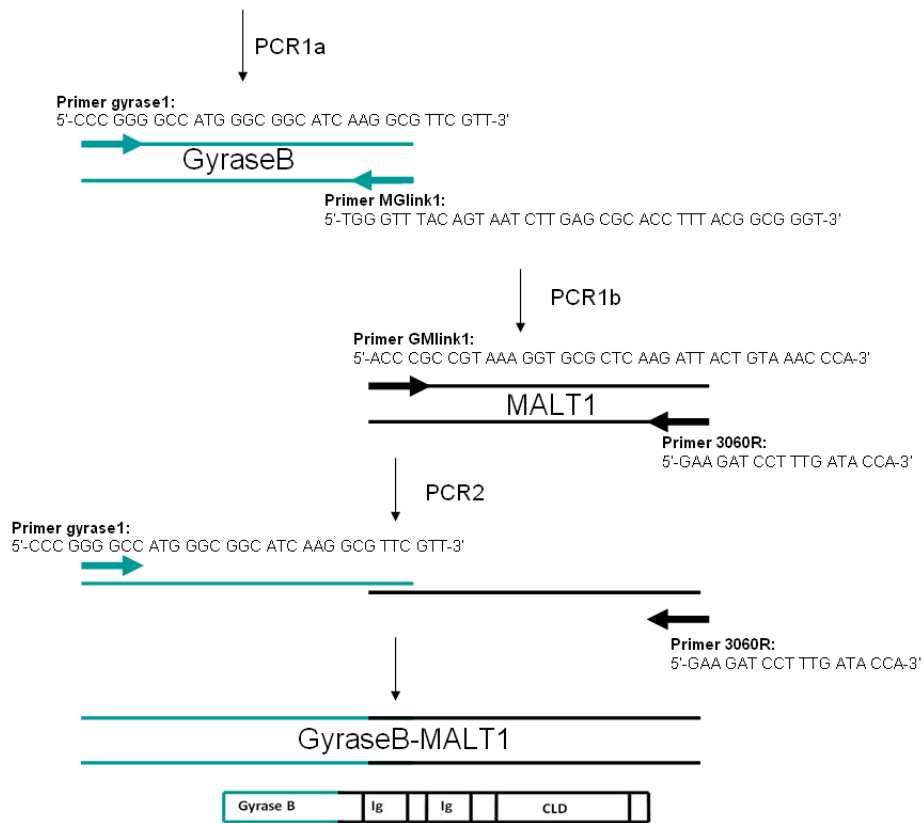 PCR1a
Primer gyrase1:
5'-CCC GGG GCC ATG GGC GGC ATC AAG GCG TTC GTT-3'
GyraseB
Primer MGlink1:
5'-TGG GTT TAC AGT AAT CTT GAG CGC ACC TTT ACG GCG GGT-3'
PCR1b
Primer GMlink1:
5'-ACC CGC CGT AAA GGT GCG CTC AAG ATT ACT GTA AAC CCA-3'
MALT1
Primer 3060R:
5'-GAA GAT CCT TTG ATA CCA-3'
PCR2
Primer gyrase1:
5'-CCC GGG GCC ATG GGC GGC ATC AAG GCG TTC GTT-3'
Primer 3060R:
5'-GAA GAT CCT TTG ATA CCA-3'
GyraseB-MALT1
Gyrase B Ig Ig CLD